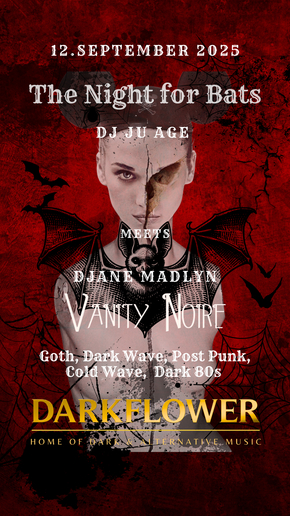 12.SEPTEMBER 2025
The Night for Bats
DJ JU AGE
MEETS
DJANE MADLYN
VANITY NOIRE
Goth, Dark Wave, Post Punk,
Cold Wave, Dark 80s
DARKFLOWER
HOME OF DARK & ALTERNATIVE MUSIC